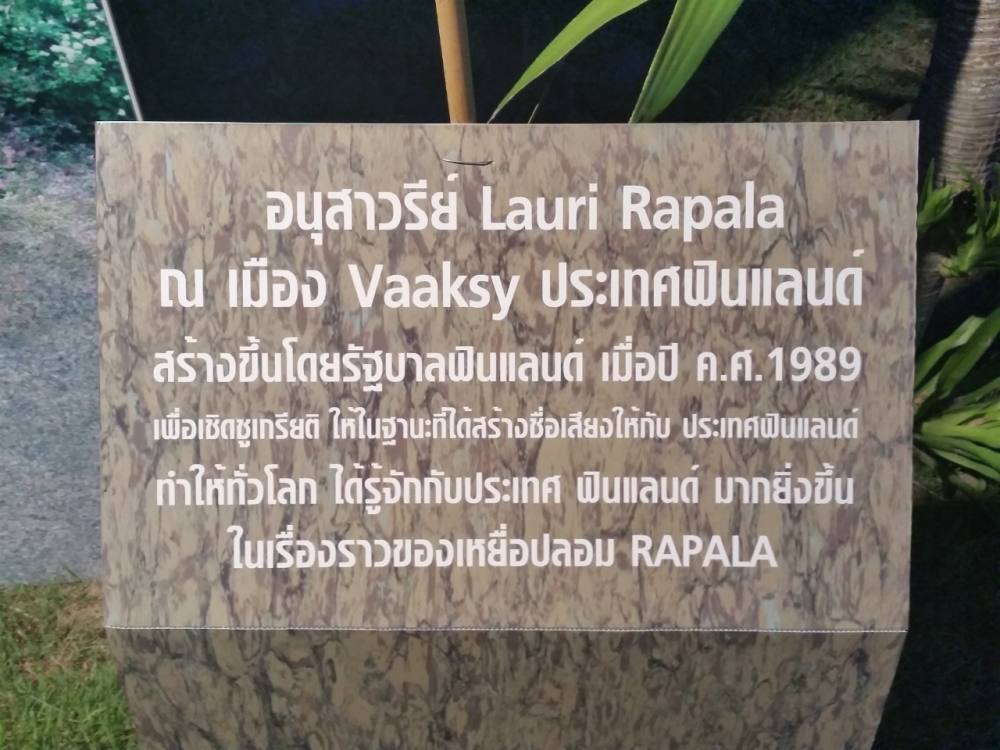 อนุสาวรีย์ Lauri Rapala
ณ เมือง Vaaksy ประเทศฟินแลนด์
สร้างขึ้นโดยรัฐบาลฟินแลนด์ เมื่อปี ค.ศ.1989
เพื่อเชิดชูเกรียติ ให้ในฐานะที่ได้สร้างชื่อเสียงให้กับ ประเทศฟินแลนด์
ทำให้ทั่วโลก ได้รู้จักกับประเทศ ฟินแลนด์ มากยิ่งขึ้น
ในเรื่องราวของเหยื่อปลอม RAPALA